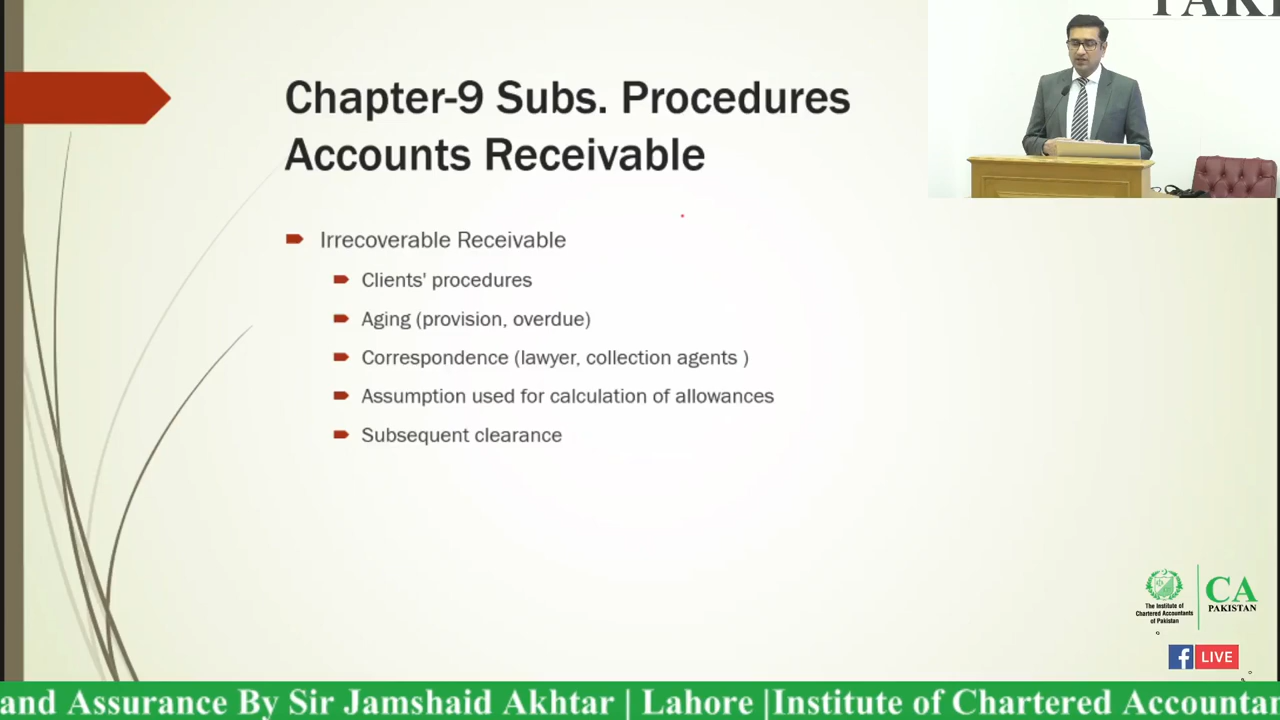 Chapter-9 Subs. Procedures
Accounts Receivable
Irrecoverable Receivable
Clients' procedures
Aging (provision, overdue)
Correspondence (lawyer, collection agents )
Assumption used for calculation of allowances
Subsequent clearance
The Institute of
Chartered Accountants
of Pakistan
CA
PAKISTAN
LIVE
and Assurance By Sir Jamshaid Akhtar | Lahore |Institute of Chartered Accountan